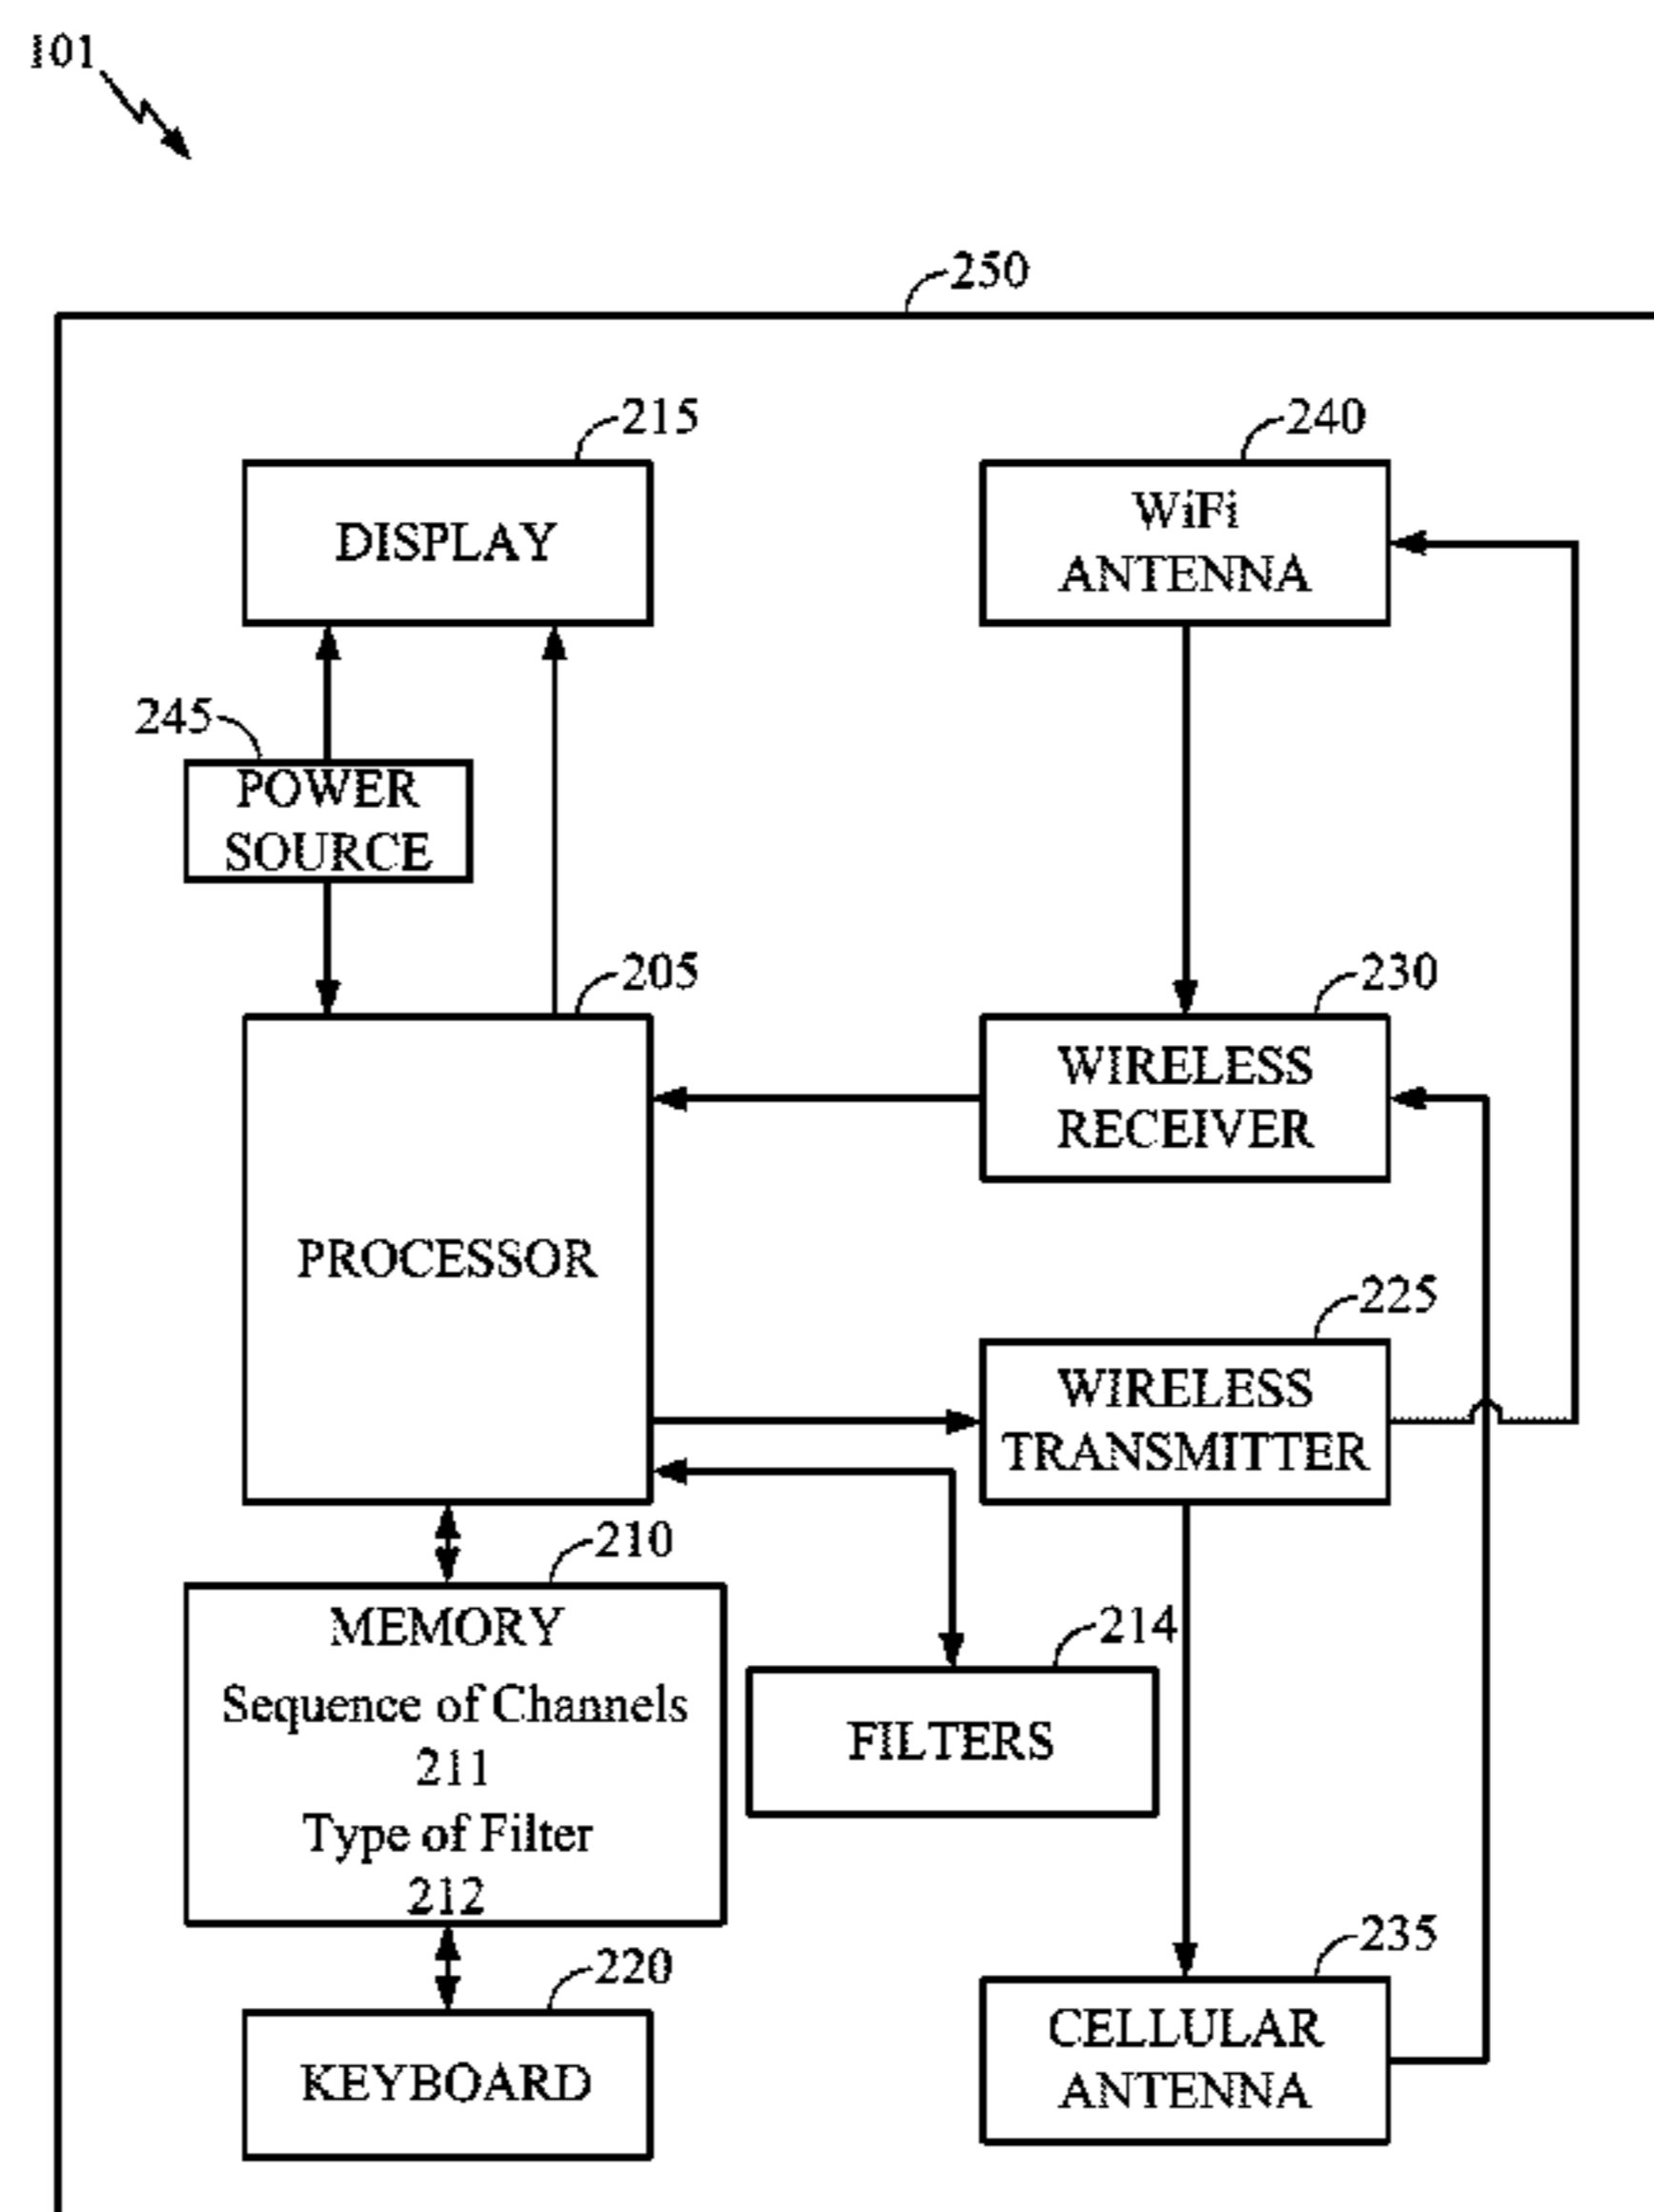 101
250
215
240
DISPLAY
WiFi
ANTENNA
245
POWER
SOURCE
205
230
WIRELESS
RECEIVER
PROCESSOR
225
WIRELESS
TRANSMITTER
210
MEMORY
Sequence of Channels
211
Type of Filter
212
214
FILTERS
220
KEYBOARD
235
CELLULAR
ANTENNA